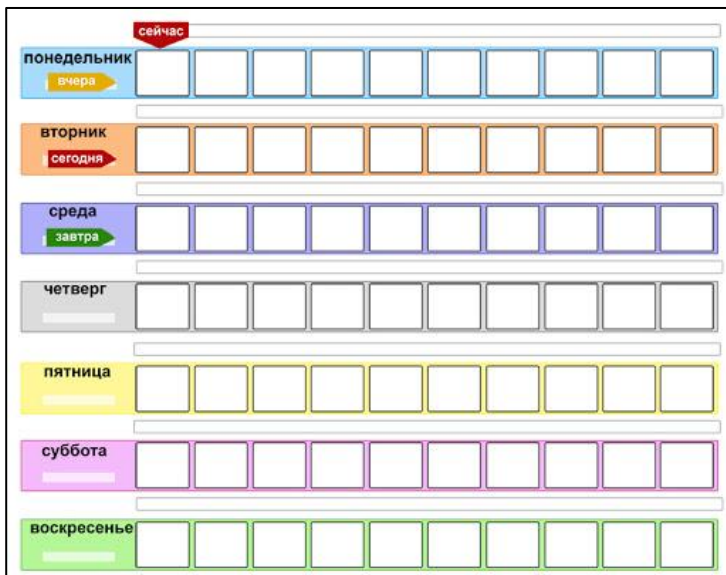 сейчас
понедельник
вчера
вторник
сегодня
среда
завтра
четверг
пятница
суббота
воскресенье